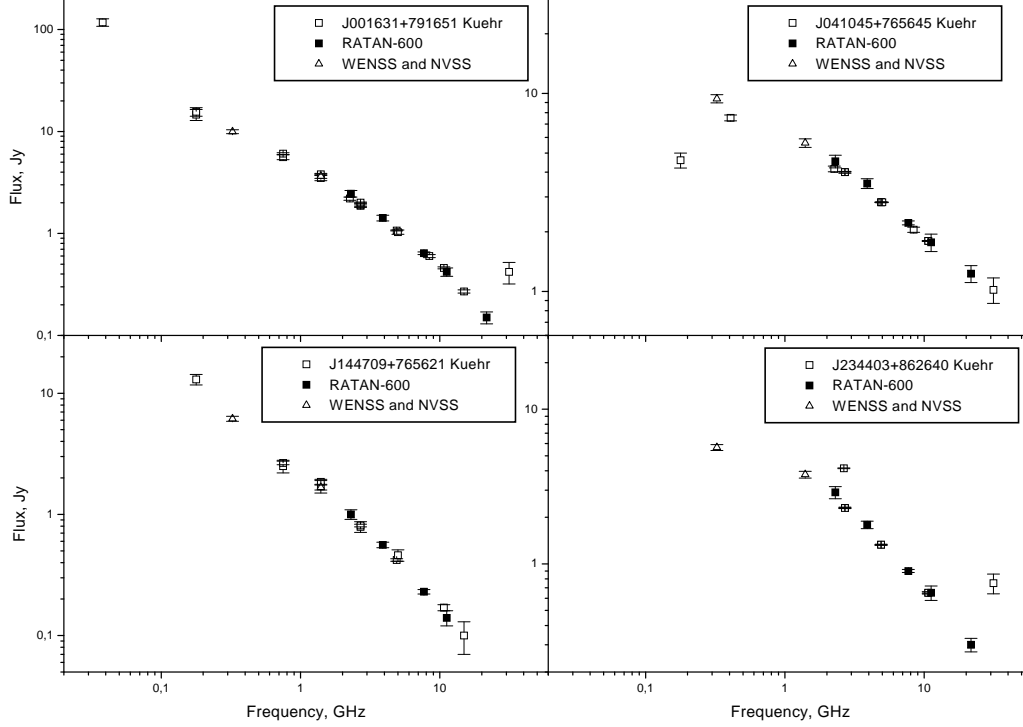 J001631+791651 Kuehr
RATAN-600
WENSS and NVSS
100
10
1
0,1
Flux, Jy
J041045+765645 Kuehr
RATAN-600
WENSS and NVSS
10
1
J144709+765621 Kuehr
RATAN-600
WENSS and NVSS
10
1
0,1
Flux, Jy
0,1
1
10
Frequency, GHz
J234403+862640 Kuehr
RATAN-600
WENSS and NVSS
10
1
0,1
1
10
Frequency, GHz